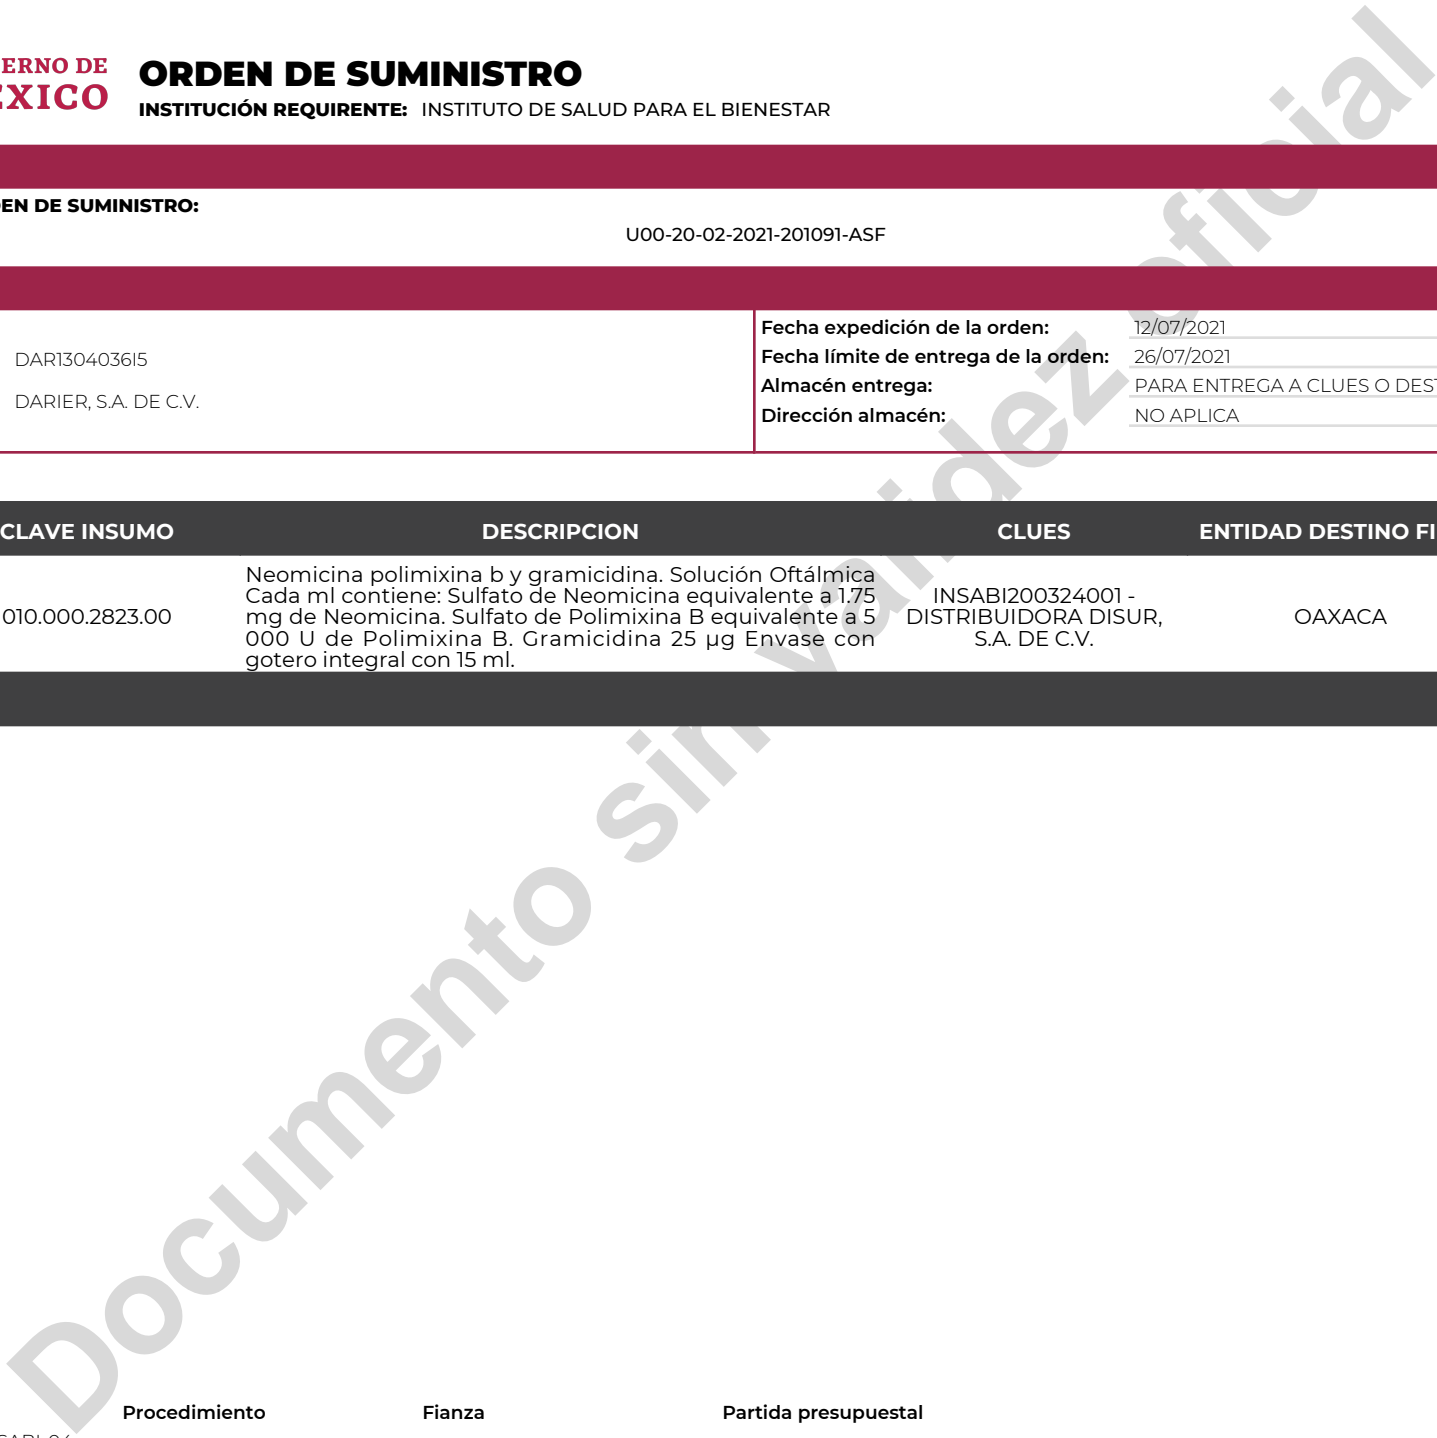 ERNO DE
ÉXICO
ORDEN DE SUMINISTRO
INSTITUCIÓN REQUIRENTE: INSTITUTO DE SALUD PARA EL BIENESTAR
EN DE SUMINISTRO:
U00-20-02-2021-201091-ASF
DAR1304036I5
DARIER, S.A. DE C.V.
Fecha expedición de la orden: 12/07/2021
Fecha límite de entrega de la orden: 26/07/2021
Almacén entrega: PARA ENTREGA A CLUES O DEST
Dirección almacén: NO APLICA
CLAVE INSUMO DESCRIPCION CLUES ENTIDAD DESTINO FI
010.000.2823.00
Neomicina polimixina b y gramicidina. Solución Oftálmica
Cada ml contiene: Sulfato de Neomicina equivalente a 1.75
mg de Neomicina. Sulfato de Polimixina B equivalente a 5
000 U de Polimixina B. Gramicidina 25 µg Envase con
gotero integral con 15 ml.
INSABI200324001 -
DISTRIBUIDORA DISUR,
S.A. DE C.V.
OAXACA
Documento sin validez oficial
Procedimiento Fianza Partida presupuestal